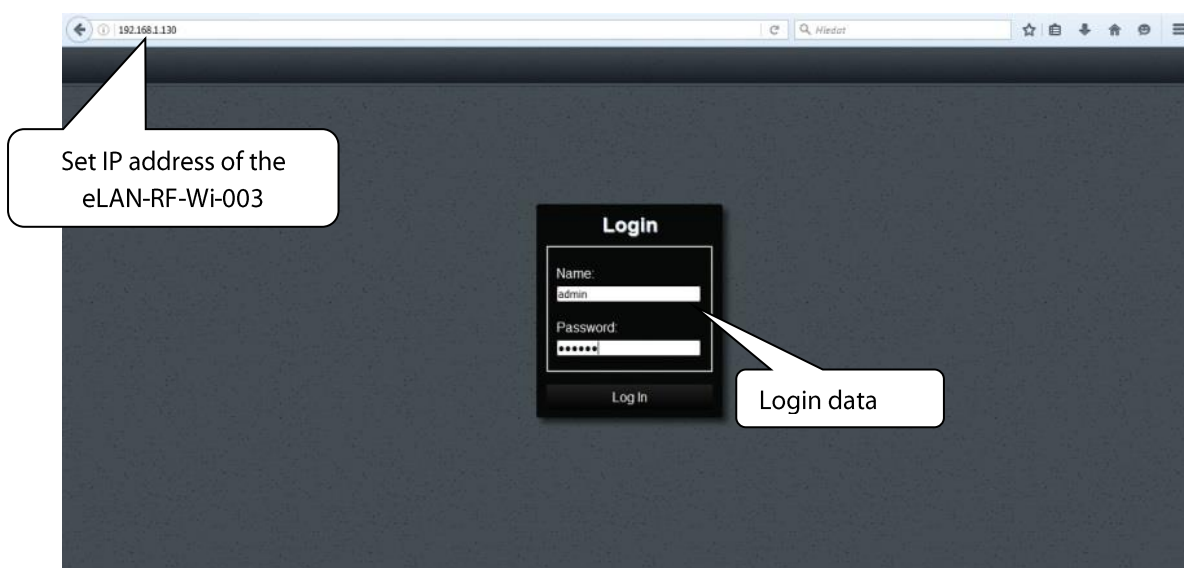 192.168.1.130
Hledat
Set IP address of the
eLAN-RF-Wi-003
Login
Name:
admin
Password:
••••••
Log In
Login data